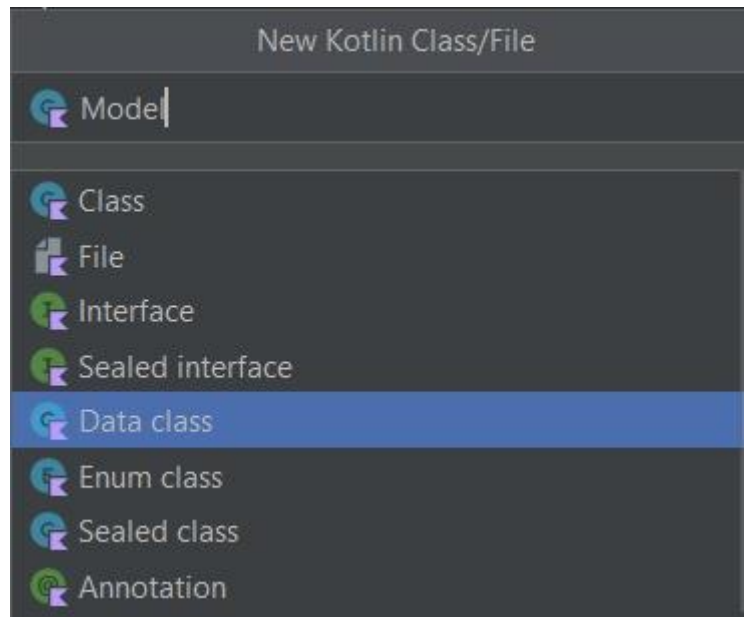 New Kotlin Class/File
Model
Class
File
Interface
Sealed interface
Data class
Enum class
Sealed class
Annotation